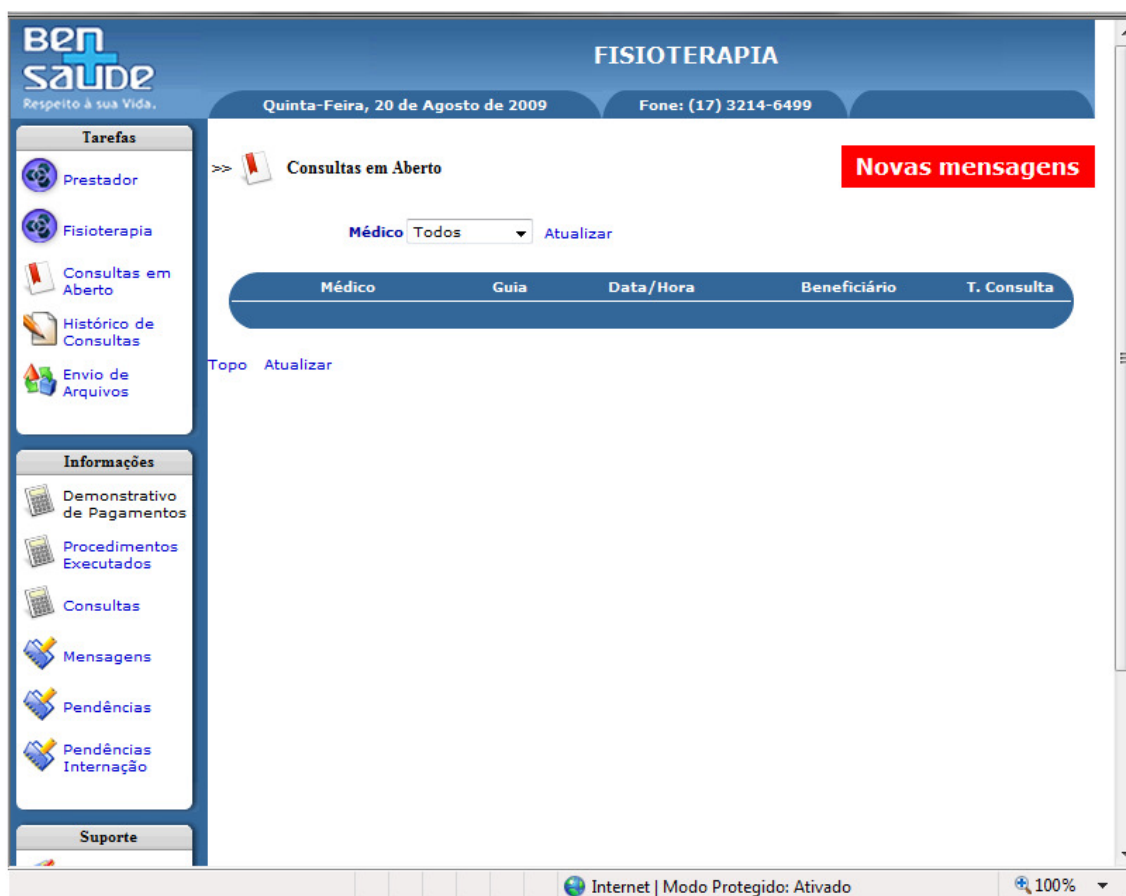 Ben
saude
Respeito à sua Vida.
FISIOTERAPIA
Quinta-Feira, 20 de Agosto de 2009
Fone: (17) 3214-6499
Tarefas
Prestador
Fisioterapia
Consultas em
Aberto
Histórico de
Consultas
Envio de
Arquivos
Informações
Demonstrativo
de Pagamentos
Procedimentos
Executados
Consultas
Mensagens
Pendências
Pendências
Internação
Suporte
>> Consultas em Aberto
Novas mensagens
Médico Todos Atualizar
Médico Guia Data/Hora Beneficiário T. Consulta
Topo Atualizar
Internet | Modo Protegido: Ativado
100%